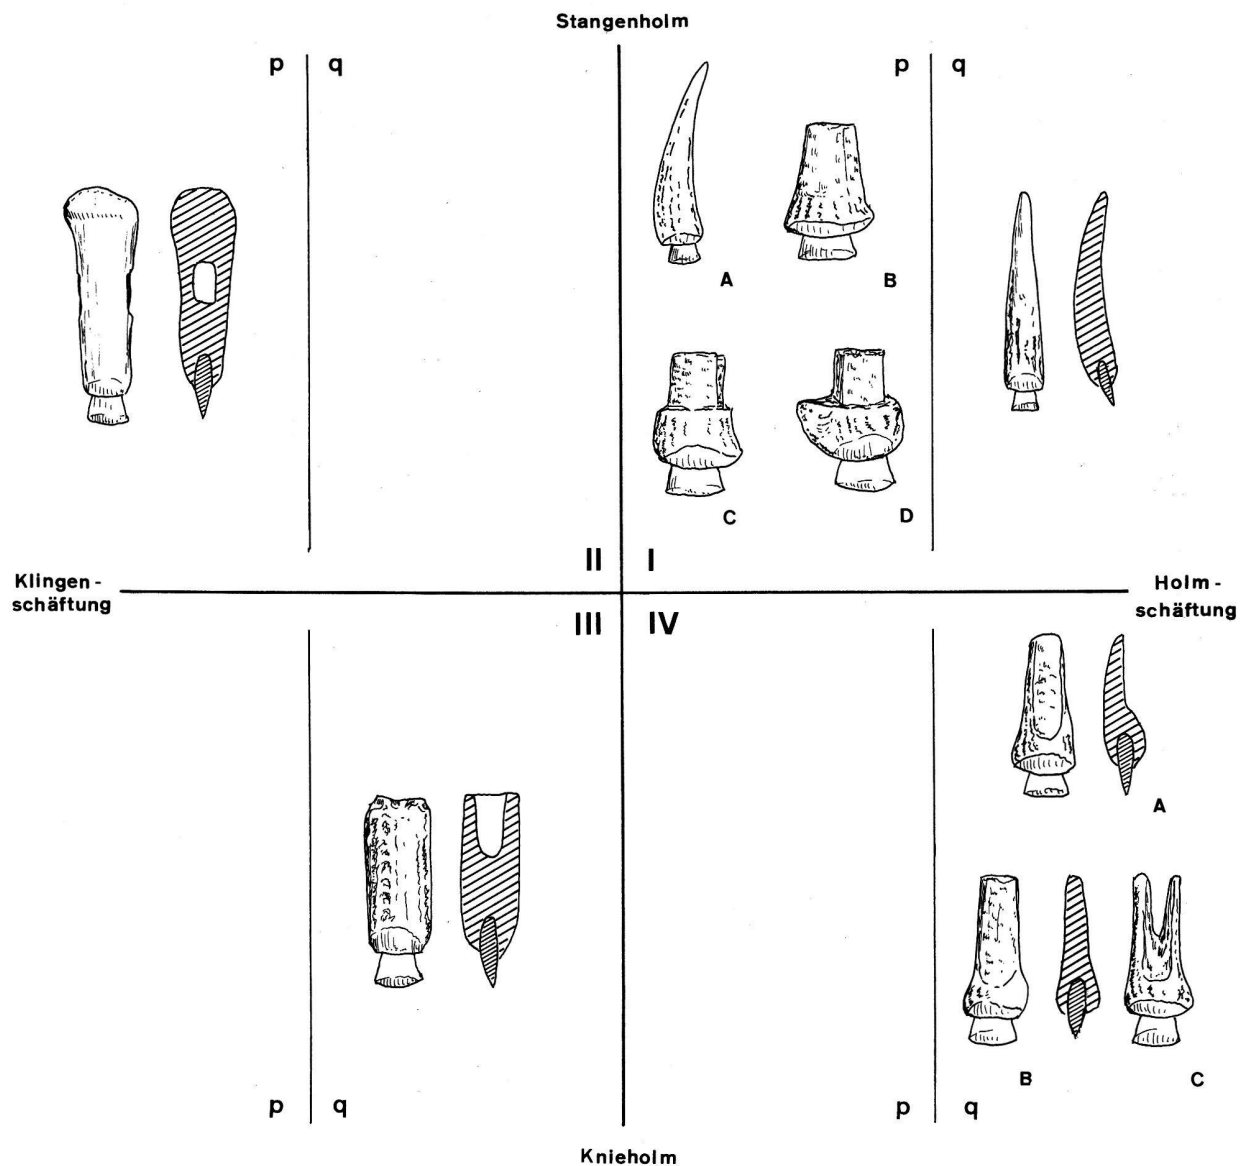 Stangenholm
p q p q
A B
C D
II I
Klingen -
schäftung
Holm -
schäftung
III IV
A
B C
p q p q
Knieholm